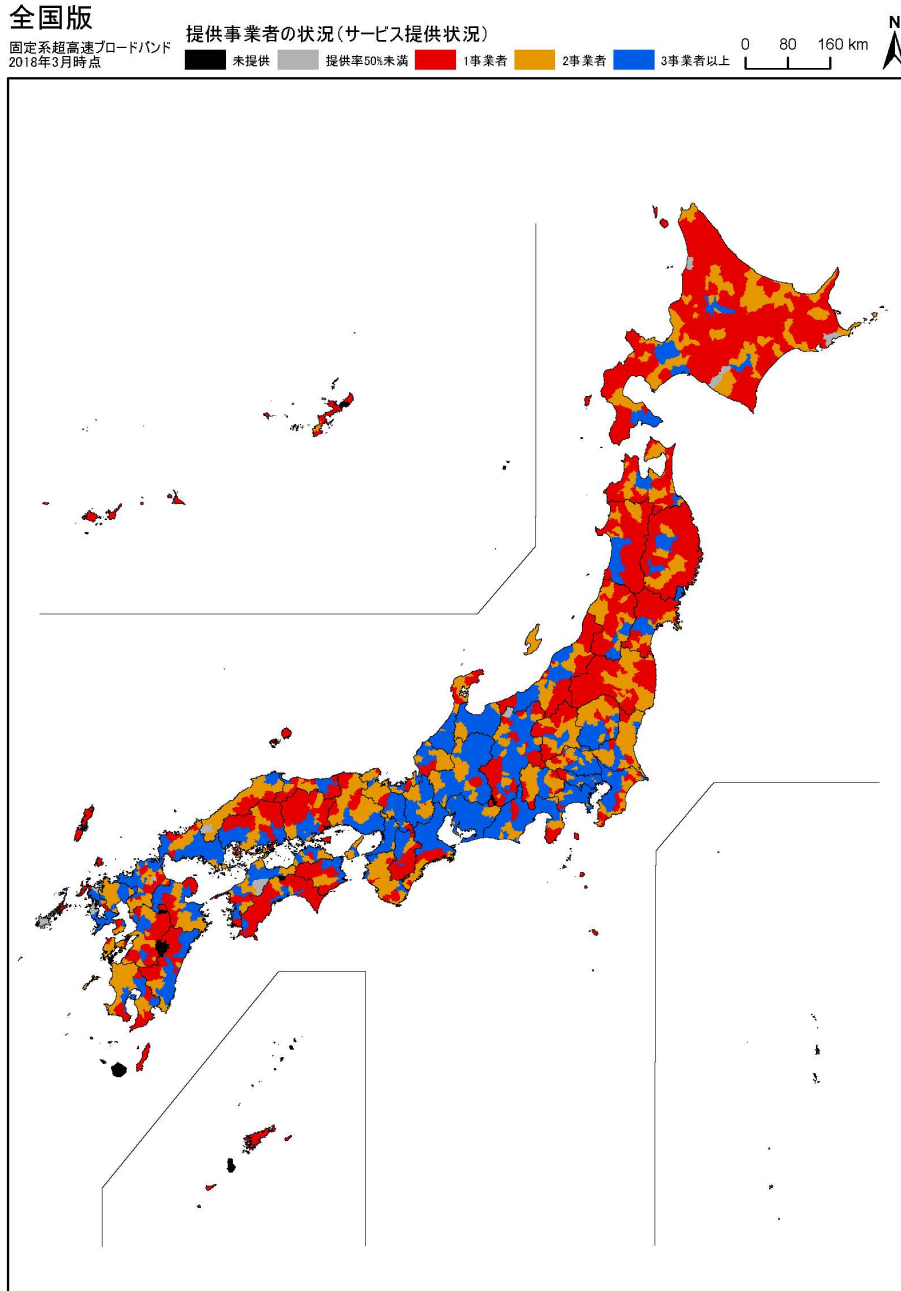 全国版
固定系超高速ブロードバンド
2018年3月時点
提供事業者の状況(サービス提供状況)
未提供 提供率50%未満 1事業者 2事業者 3事業者以上
0 80 160 km
N